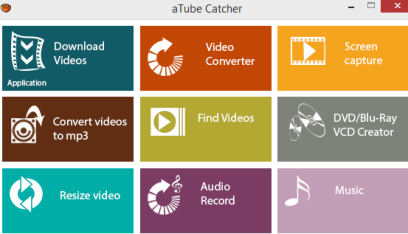 aTube Catcher
Download
Videos
Application
Video
Converter
Screen
capture
Convert videos
to mp3
Find Videos
DVD/Blu-Ray
VCD Creator
Resize video
Audio
Record
Music